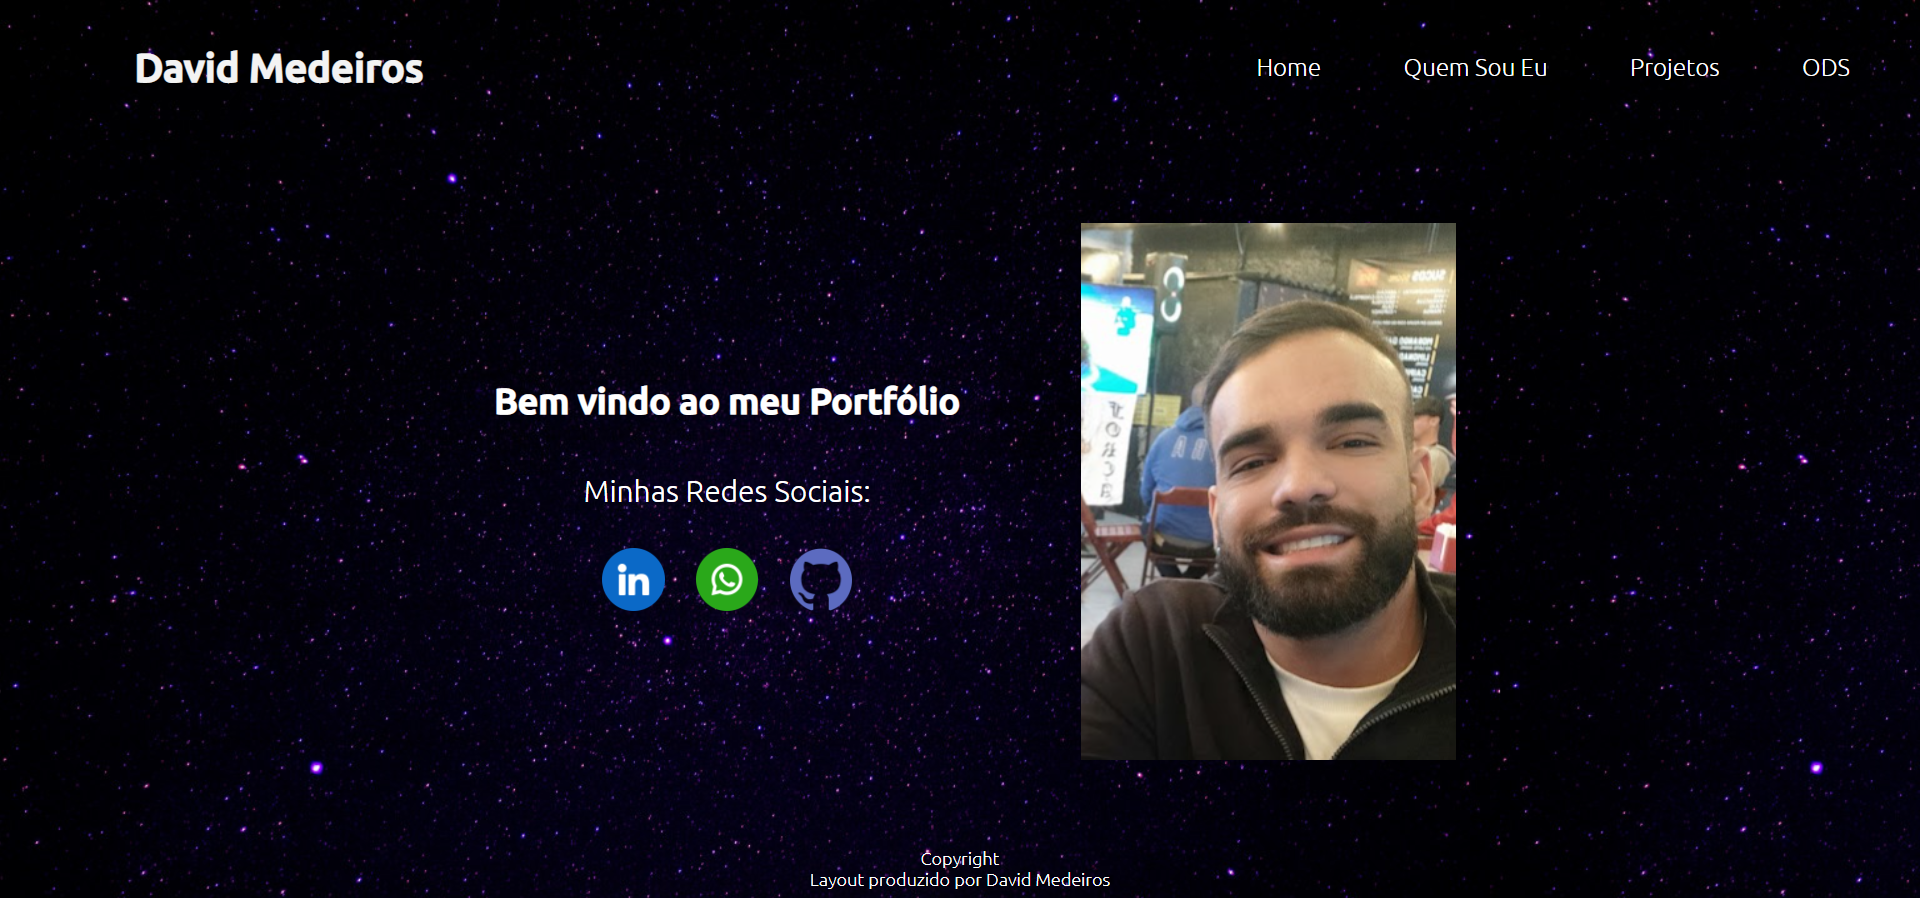 David Medeiros
Home
Quem Sou Eu
Projetos
ODS
Bem vindo ao meu Portfólio
Minhas Redes Sociais:
in
SUCOS
Copyright
Layout produzido por David Medeiros